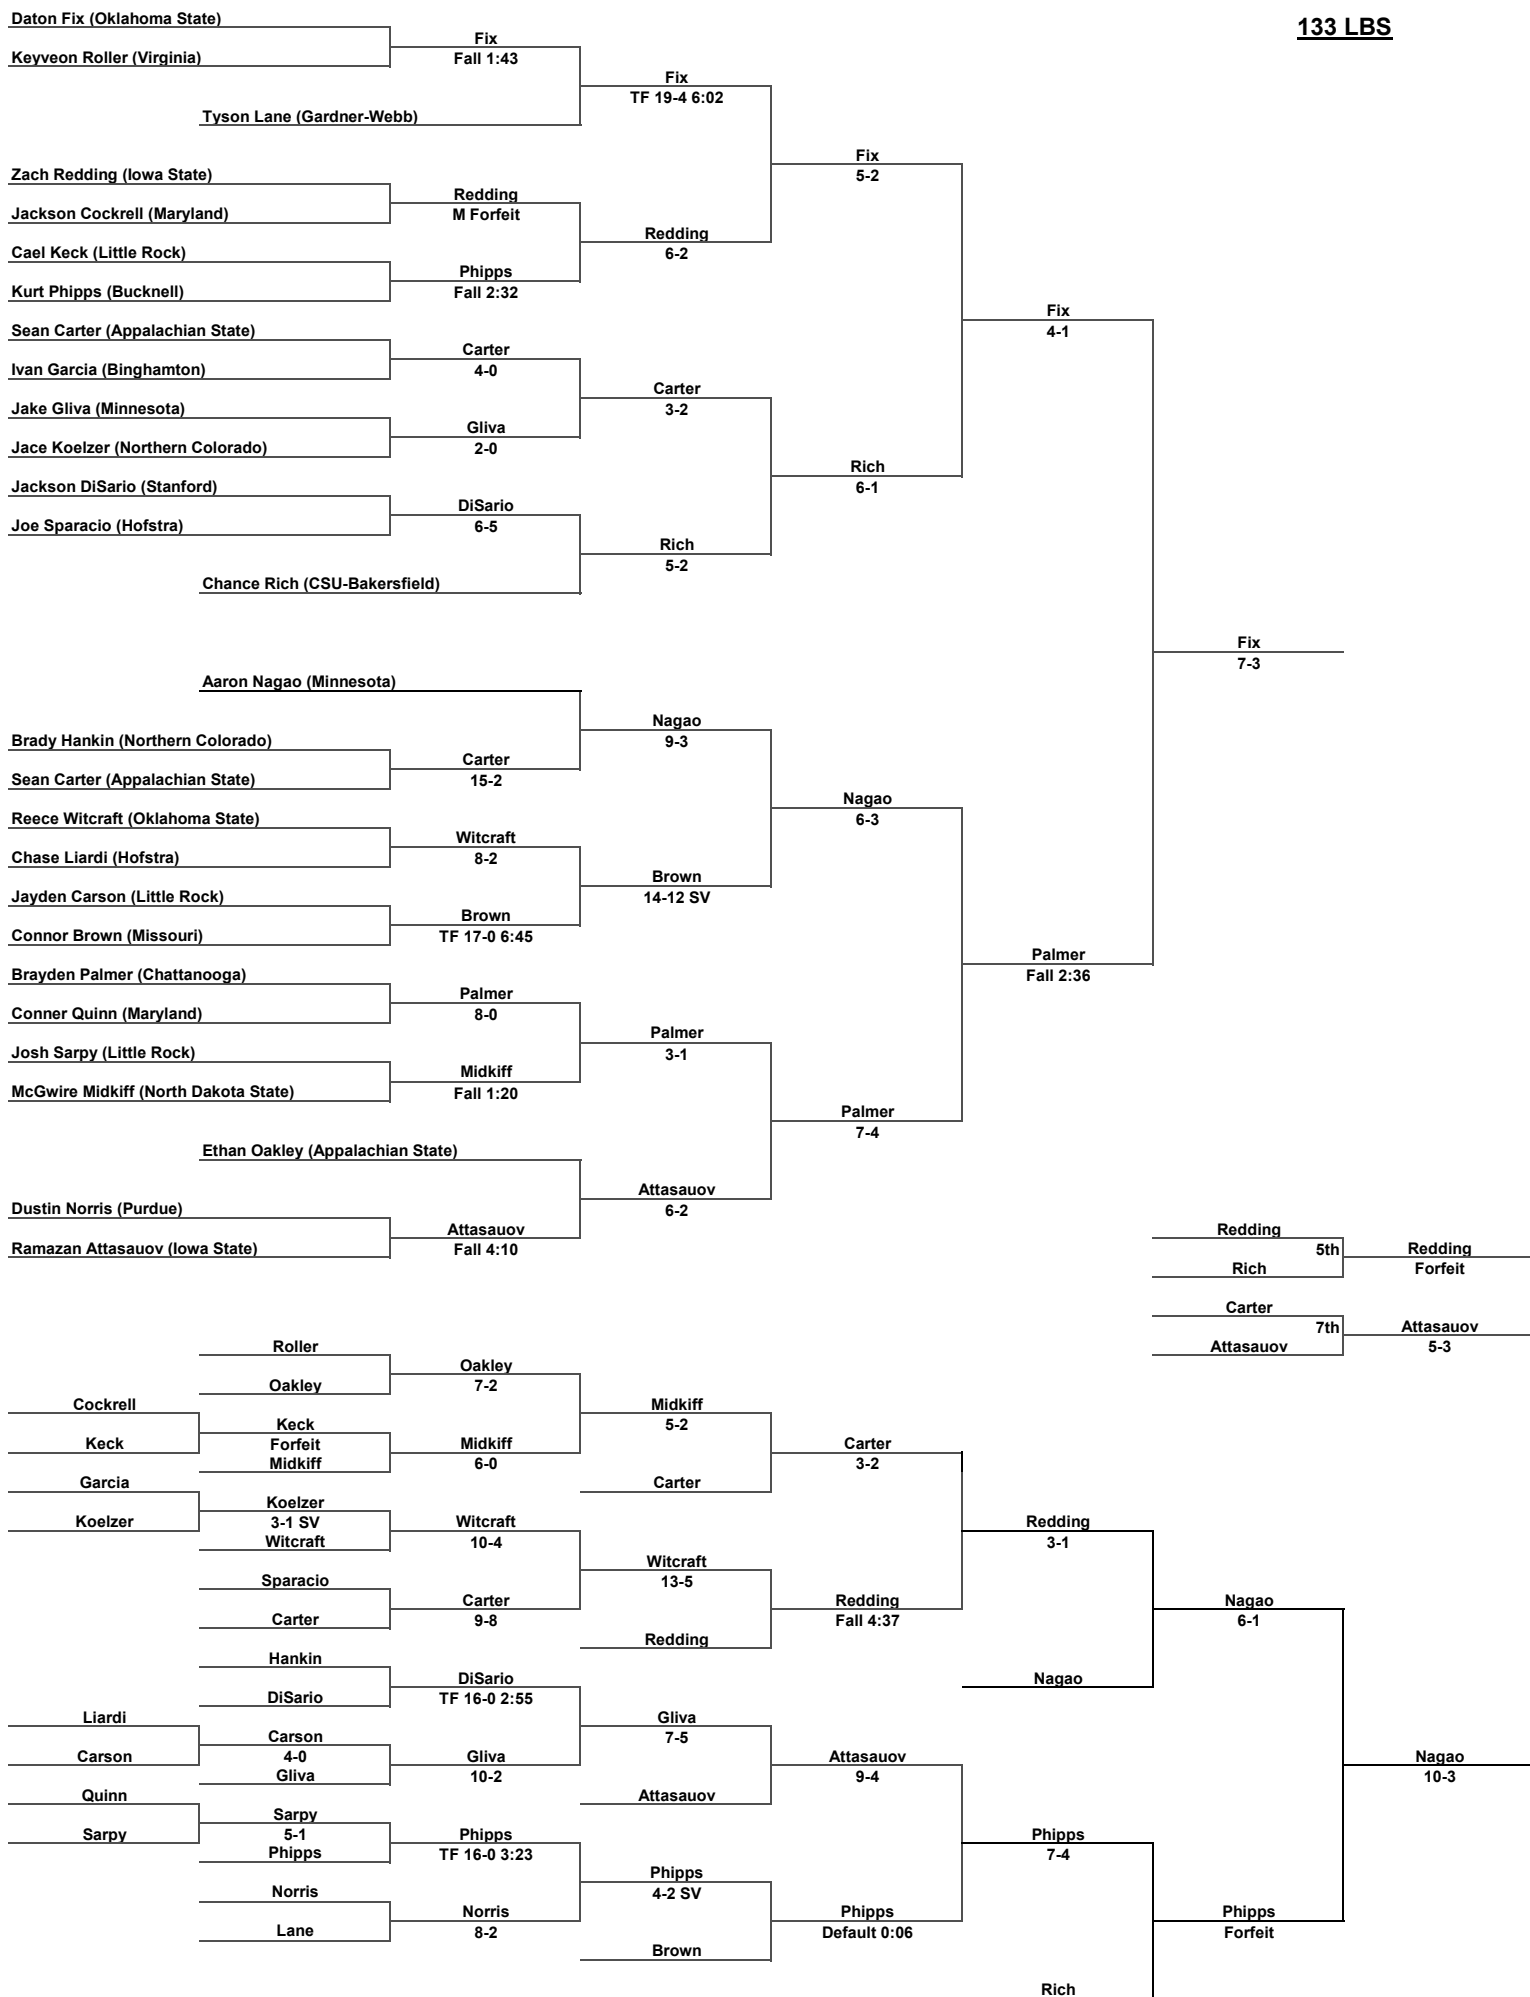 133 LBS
Daton Fix (Oklahoma State)
Keyveon Roller (Virginia)
Fix
Fall 1:43
Tyson Lane (Gardner-Webb)
Fix
TF 19-4 6:02
Zach Redding (Iowa State)
Jackson Cockrell (Maryland)
Redding
M Forfeit
Cael Keck (Little Rock)
Kurt Phipps (Bucknell)
Phipps
Fall 2:32
Redding
6-2
Fix
5-2
Sean Carter (Appalachian State)
Ivan Garcia (Binghamton)
Carter
4-0
Jake Gliva (Minnesota)
Jace Koelzer (Northern Colorado)
Gliva
2-0
Carter
3-2
Jackson DiSario (Stanford)
Joe Sparacio (Hofstra)
DiSario
6-5
Chance Rich (CSU-Bakersfield)
Rich
5-2
Rich
6-1
Fix
4-1
Fix
7-3
Aaron Nagao (Minnesota)
Brady Hankin (Northern Colorado)
Sean Carter (Appalachian State)
Carter
15-2
Nagao
9-3
Reece Witcraft (Oklahoma State)
Chase Liardi (Hofstra)
Witcraft
8-2
Jayden Carson (Little Rock)
Connor Brown (Missouri)
Brown
TF 17-0 6:45
Brown
14-12 SV
Nagao
6-3
Brayden Palmer (Chattanooga)
Conner Quinn (Maryland)
Palmer
8-0
Josh Sarpy (Little Rock)
McGwire Midkiff (North Dakota State)
Midkiff
Fall 1:20
Palmer
3-1
Ethan Oakley (Appalachian State)
Dustin Norris (Purdue)
Ramazan Attasauov (Iowa State)
Attasauov
Fall 4:10
Attasauov
6-2
Palmer
7-4
Palmer
Fall 2:36
Redding
5th
Rich
Redding
Forfeit
Carter
7th
Attasauov
Attasauov
5-3
Roller
Oakley
Oakley
7-2
Cockrell
Keck
Keck
Forfeit
Midkiff
Midkiff
6-0
Midkiff
5-2
Carter
Carter
3-2
Garcia
Koelzer
Koelzer
3-1 SV
Witcraft
Witcraft
10-4
Sparacio
Carter
Carter
9-8
Witcraft
13-5
Redding
Redding
Fall 4:37
Redding
3-1
Nagao
Nagao
6-1
Hankin
DiSario
DiSario
TF 16-0 2:55
Liardi
Carson
Carson
4-0
Gliva
Gliva
10-2
Gliva
7-5
Attasauov
Attasauov
9-4
Quinn
Sarpy
Sarpy
5-1
Phipps
Phipps
TF 16-0 3:23
Norris
Lane
Norris
8-2
Phipps
4-2 SV
Brown
Phipps
Default 0:06
Phipps
7-4
Rich
Phipps
Forfeit
Nagao
10-3